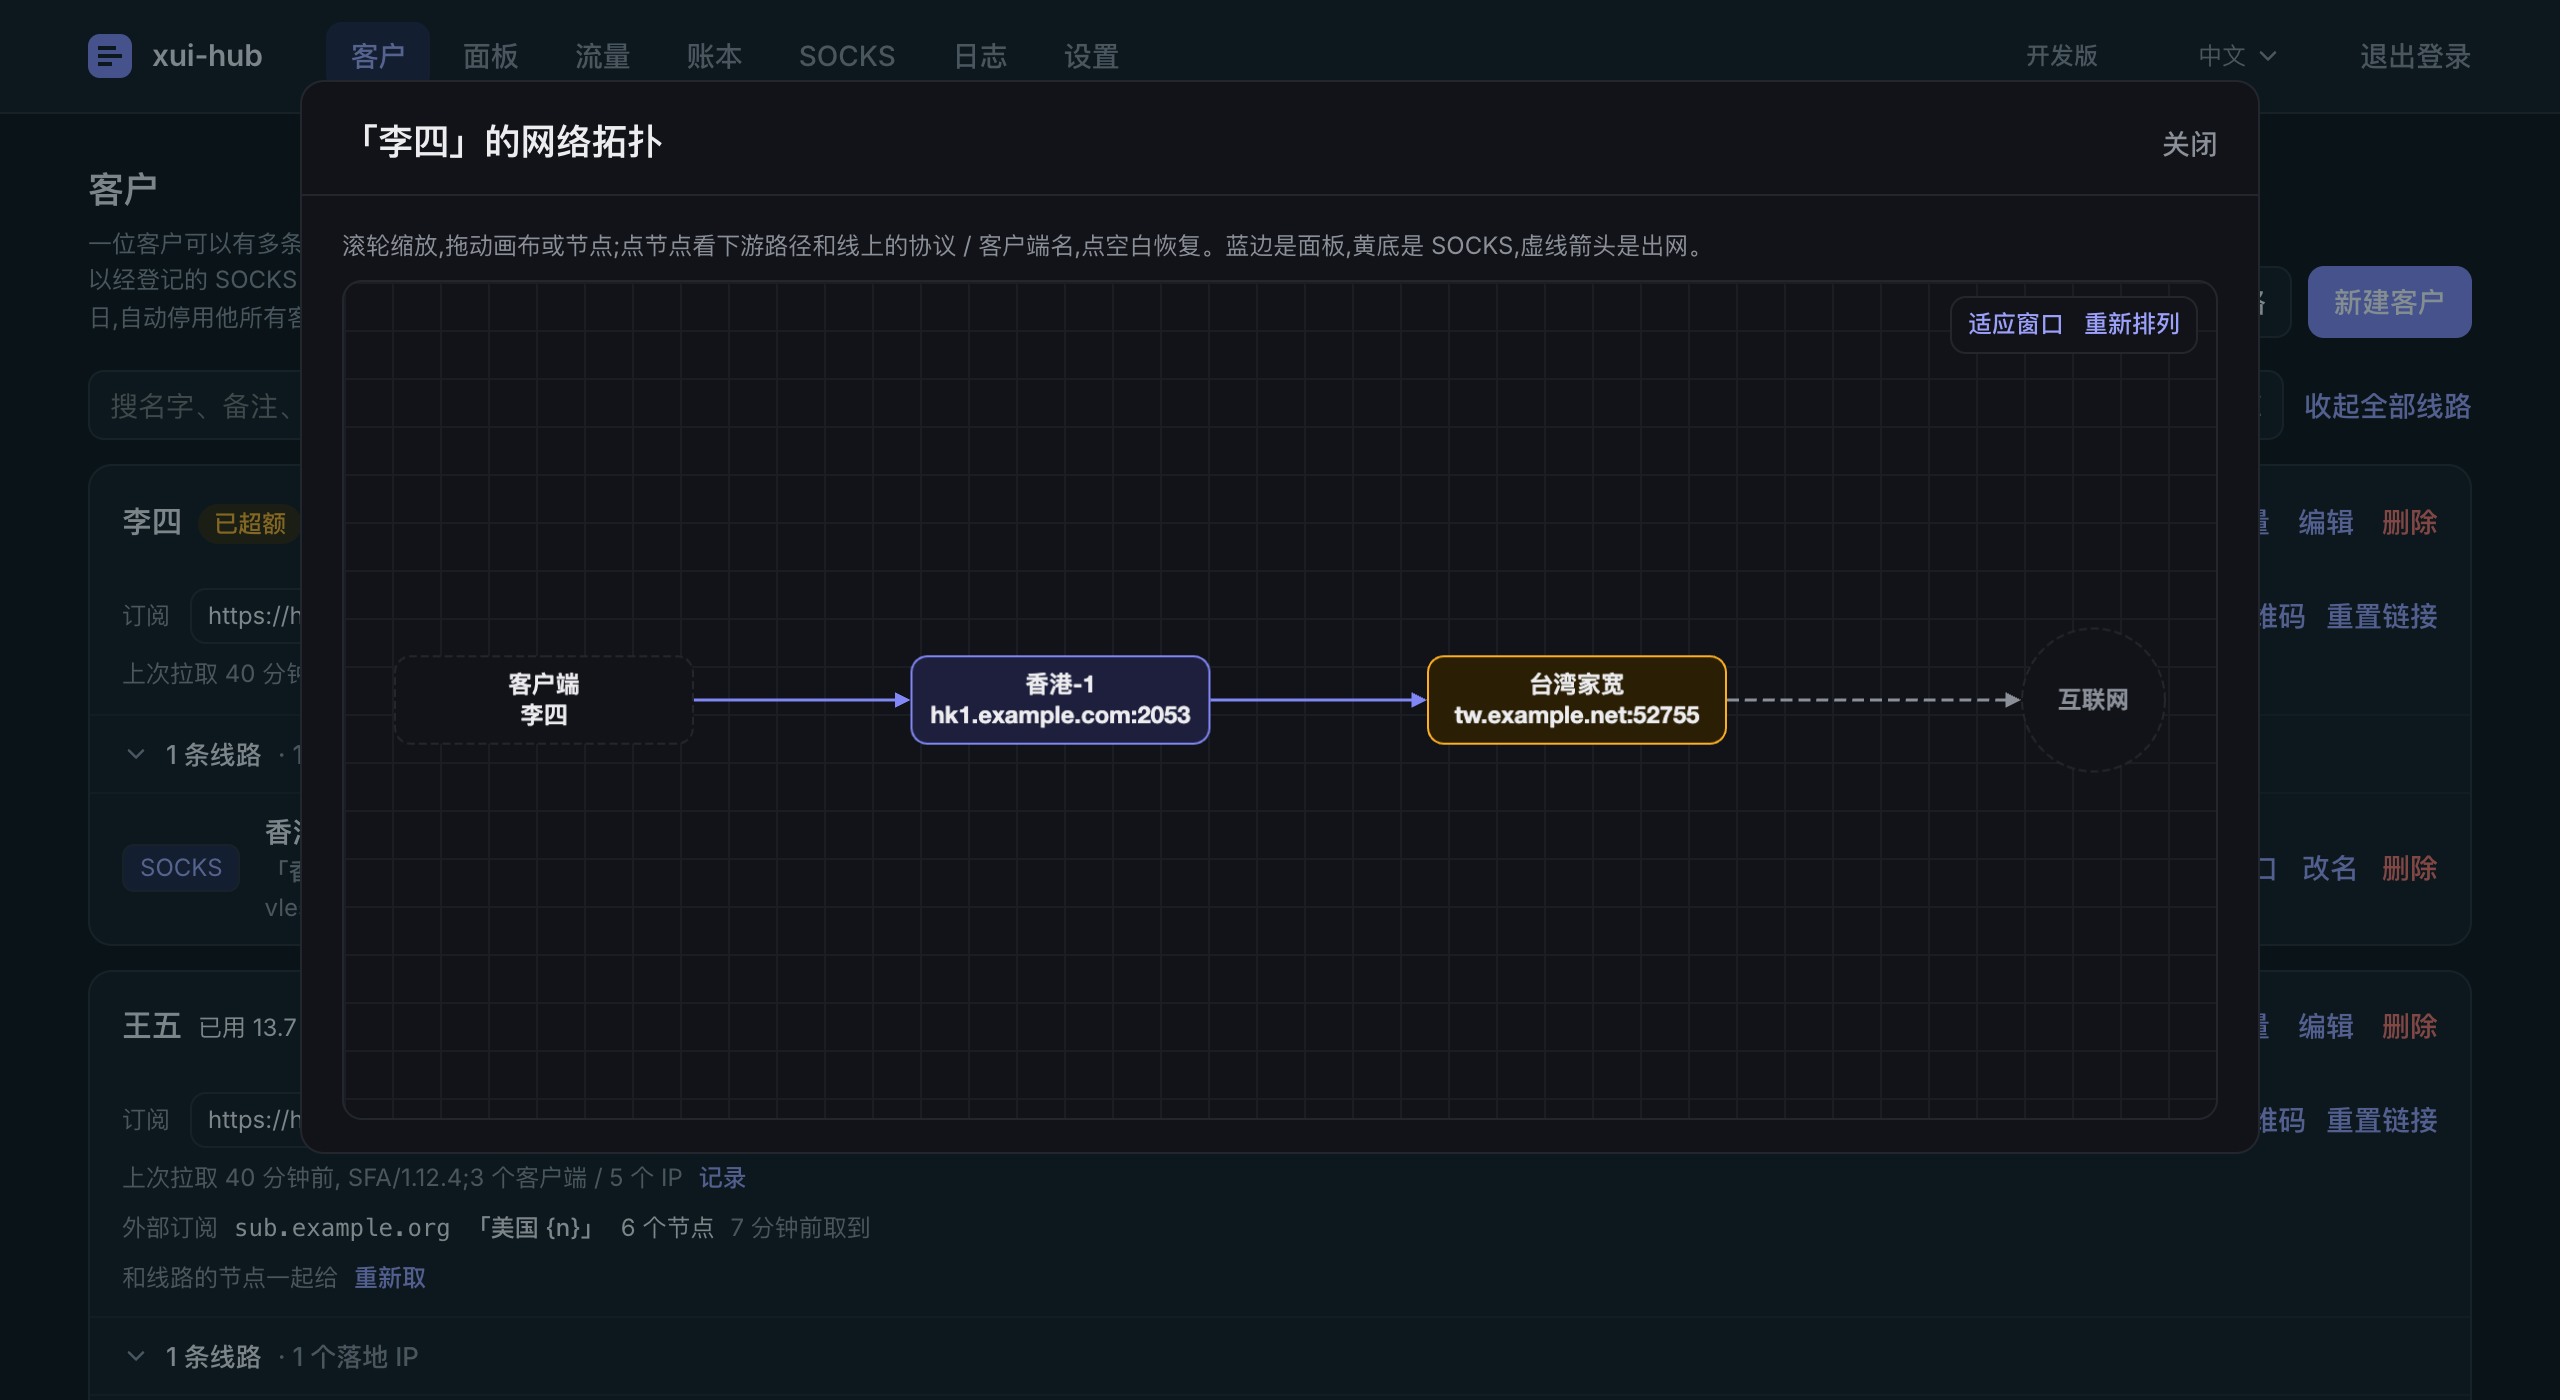 xui-hub 客户 面板 流量 账本 SOCKS 日志 设置 开发版 中文 退出登录
「李四」的网络拓扑 关闭
滚轮缩放,拖动画布或节点;点节点看下游路径和线上的协议 / 客户端名,点空白恢复。蓝边是面板,黄底是 SOCKS,虚线箭头是出网。
适应窗口 重新排列
客户端
李四
香港-1
hk1.example.com:2053
台湾家宽
tw.example.net:52755
互联网
客户
一位客户可以有多条
以经登记的 SOCKS
日,自动停用他所有客
新建客户
搜名字、备注、
收起全部线路
李四 已超额 编辑 删除
订阅 https://h 重置链接
上次拉取 40 分钟
1 条线路 · 1
SOCKS
vle
改名 删除
王五 已用 13.7 编辑 删除
订阅 https://h 重置链接
上次拉取 40 分钟前, SFA/1.12.4;3 个客户端 / 5 个 IP 记录
外部订阅 sub.example.org 「美国 {n}」 6 个节点 7 分钟前取到
和线路的节点一起给 重新取
1 条线路 · 1 个落地 IP